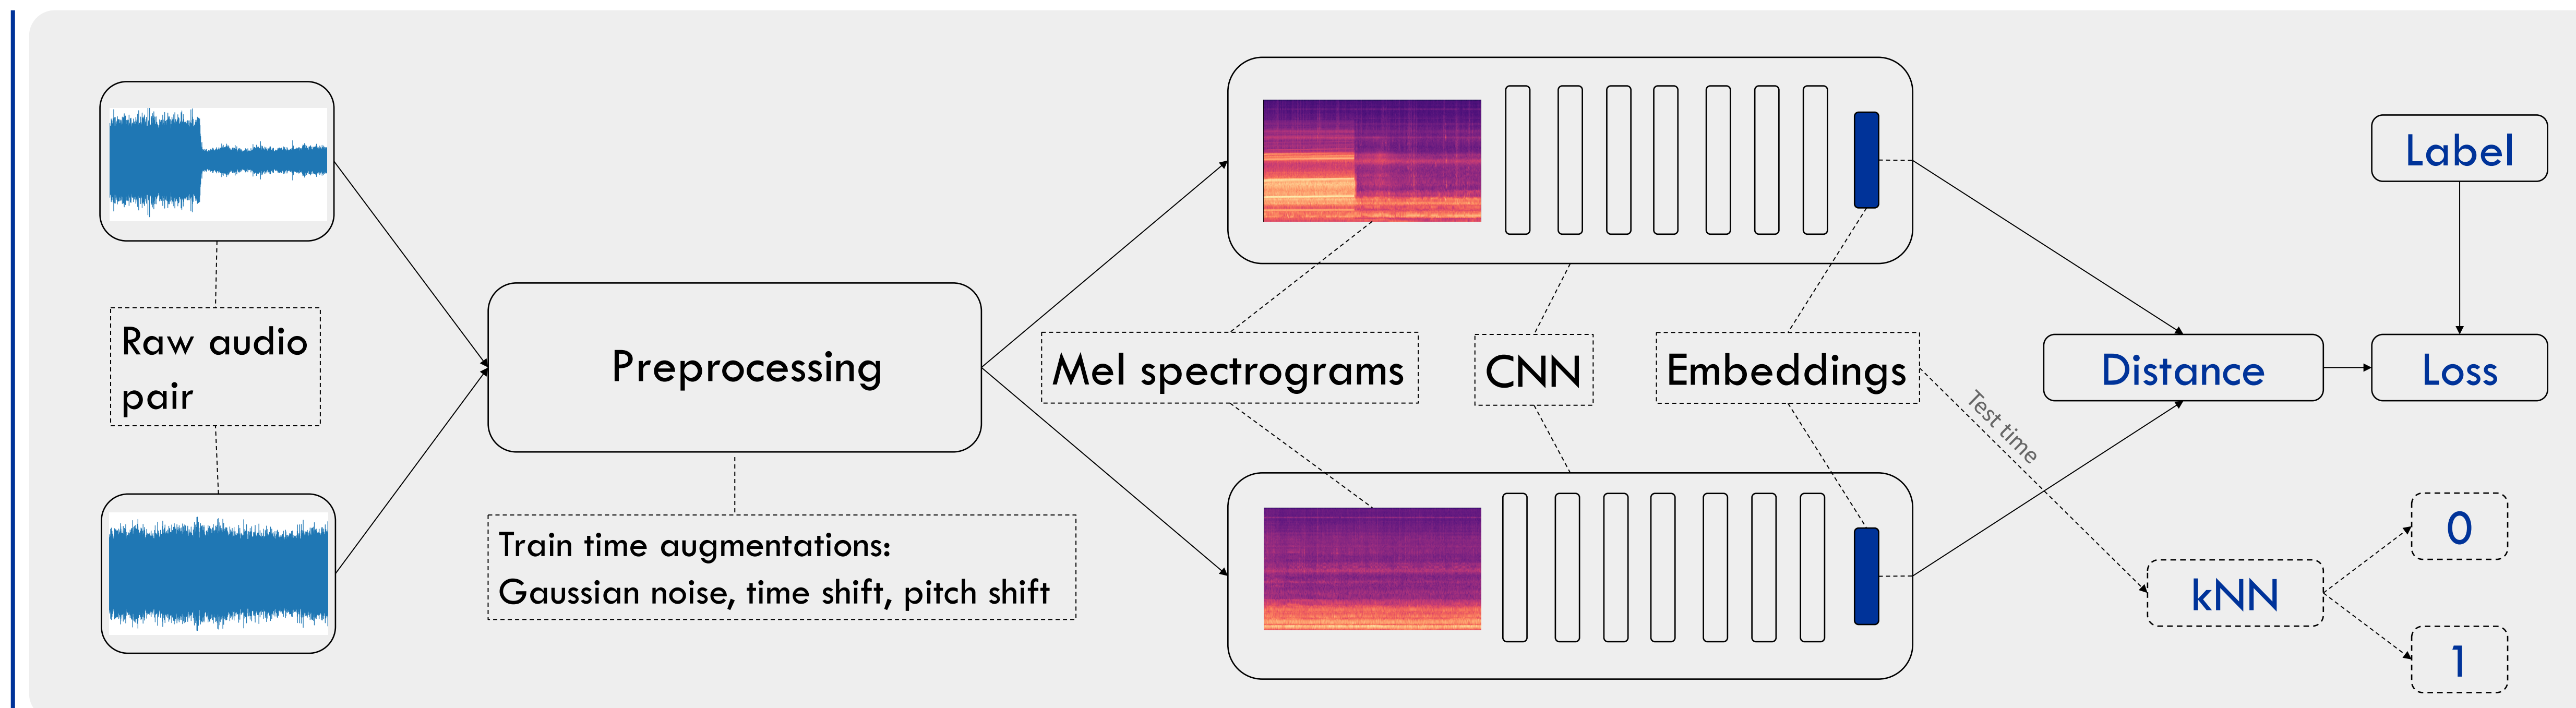 Raw audio
pair
Preprocessing
Train time augmentations:
Gaussian noise, time shift, pitch shift
Mel spectrograms
CNN
Embeddings
Test time
Label
Distance
Loss
kNN
0
1